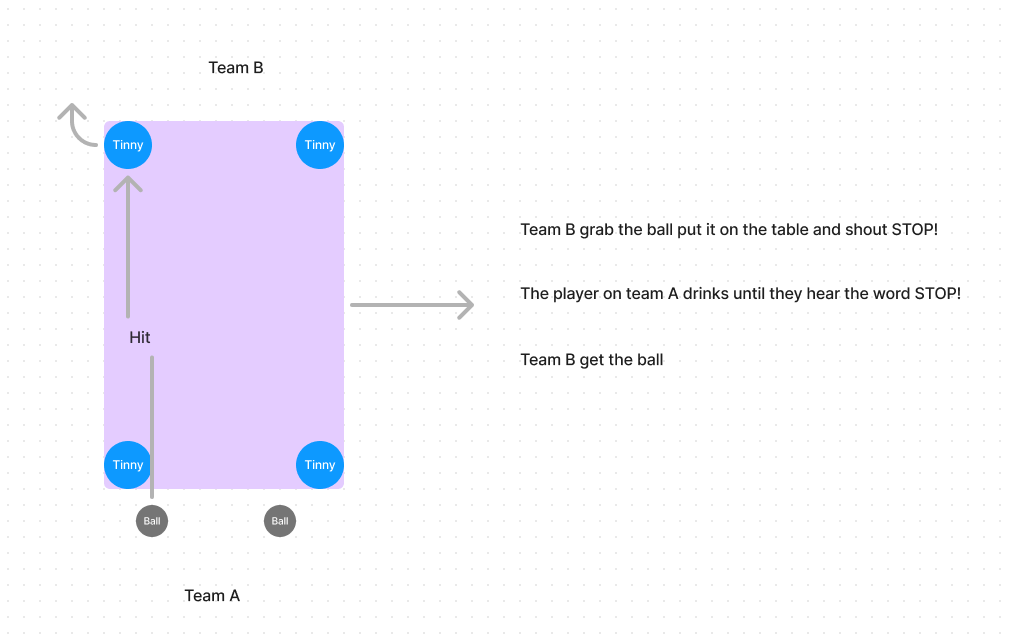 Team B
Tinny
Tinny
Team B grab the ball put it on the table and shout STOP!
The player on team A drinks until they hear the word STOP!
Hit
Team B get the ball
Tinny
Tinny
Ball
Ball
Team A